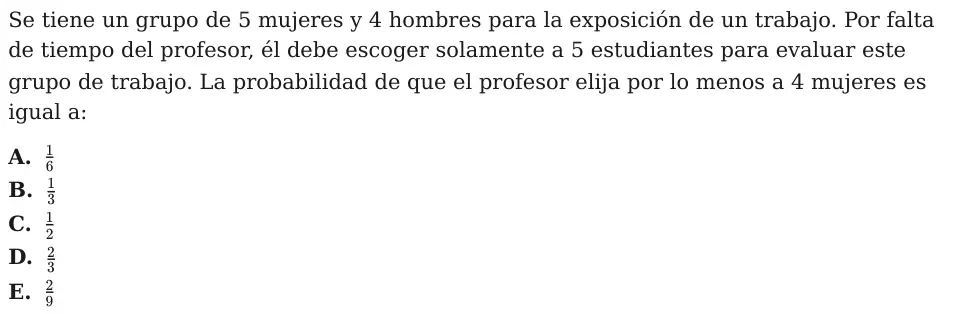 Se tiene un grupo de 5 mujeres y 4 hombres para la exposición de un trabajo. Por falta
de tiempo del profesor, él debe escoger solamente a 5 estudiantes para evaluar este
grupo de trabajo. La probabilidad de que el profesor elija por lo menos a 4 mujeres es
igual a:
A. 1/6
B. 1/3
C. 1/2
D. 2/3
E. 2/9